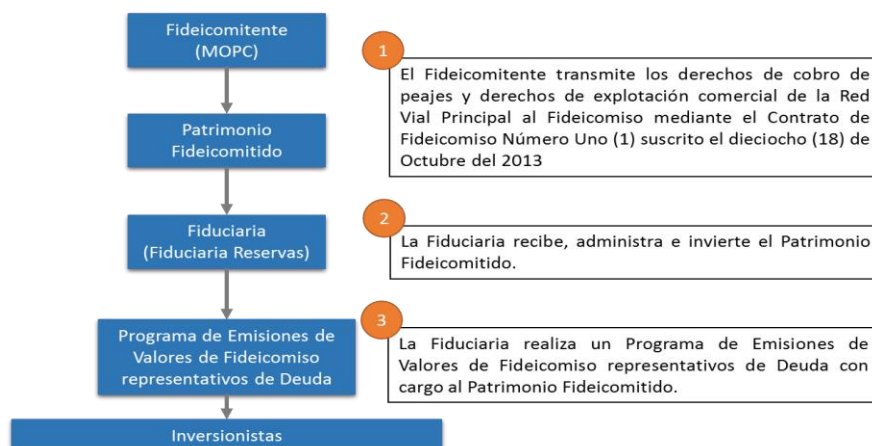 Fideicomitente
(MOPC)
1
El Fideicomitente transmite los derechos de cobro de
peajes y derechos de explotación comercial de la Red
Vial Principal al Fideicomiso mediante el Contrato de
Fideicomiso Número Uno (1) suscrito el dieciocho (18) de
Octubre del 2013
Patrimonio
Fideicomitido
2
Fiduciaria
(Fiduciaria Reservas)
La Fiduciaria recibe, administra e invierte el Patrimonio
Fideicomitido.
3
Programa de Emisiones de
Valores de Fideicomiso
representativos de Deuda
La Fiduciaria realiza un Programa de Emisiones de
Valores de Fideicomiso representativos de Deuda con
cargo al Patrimonio Fideicomitido.
Inversionistas